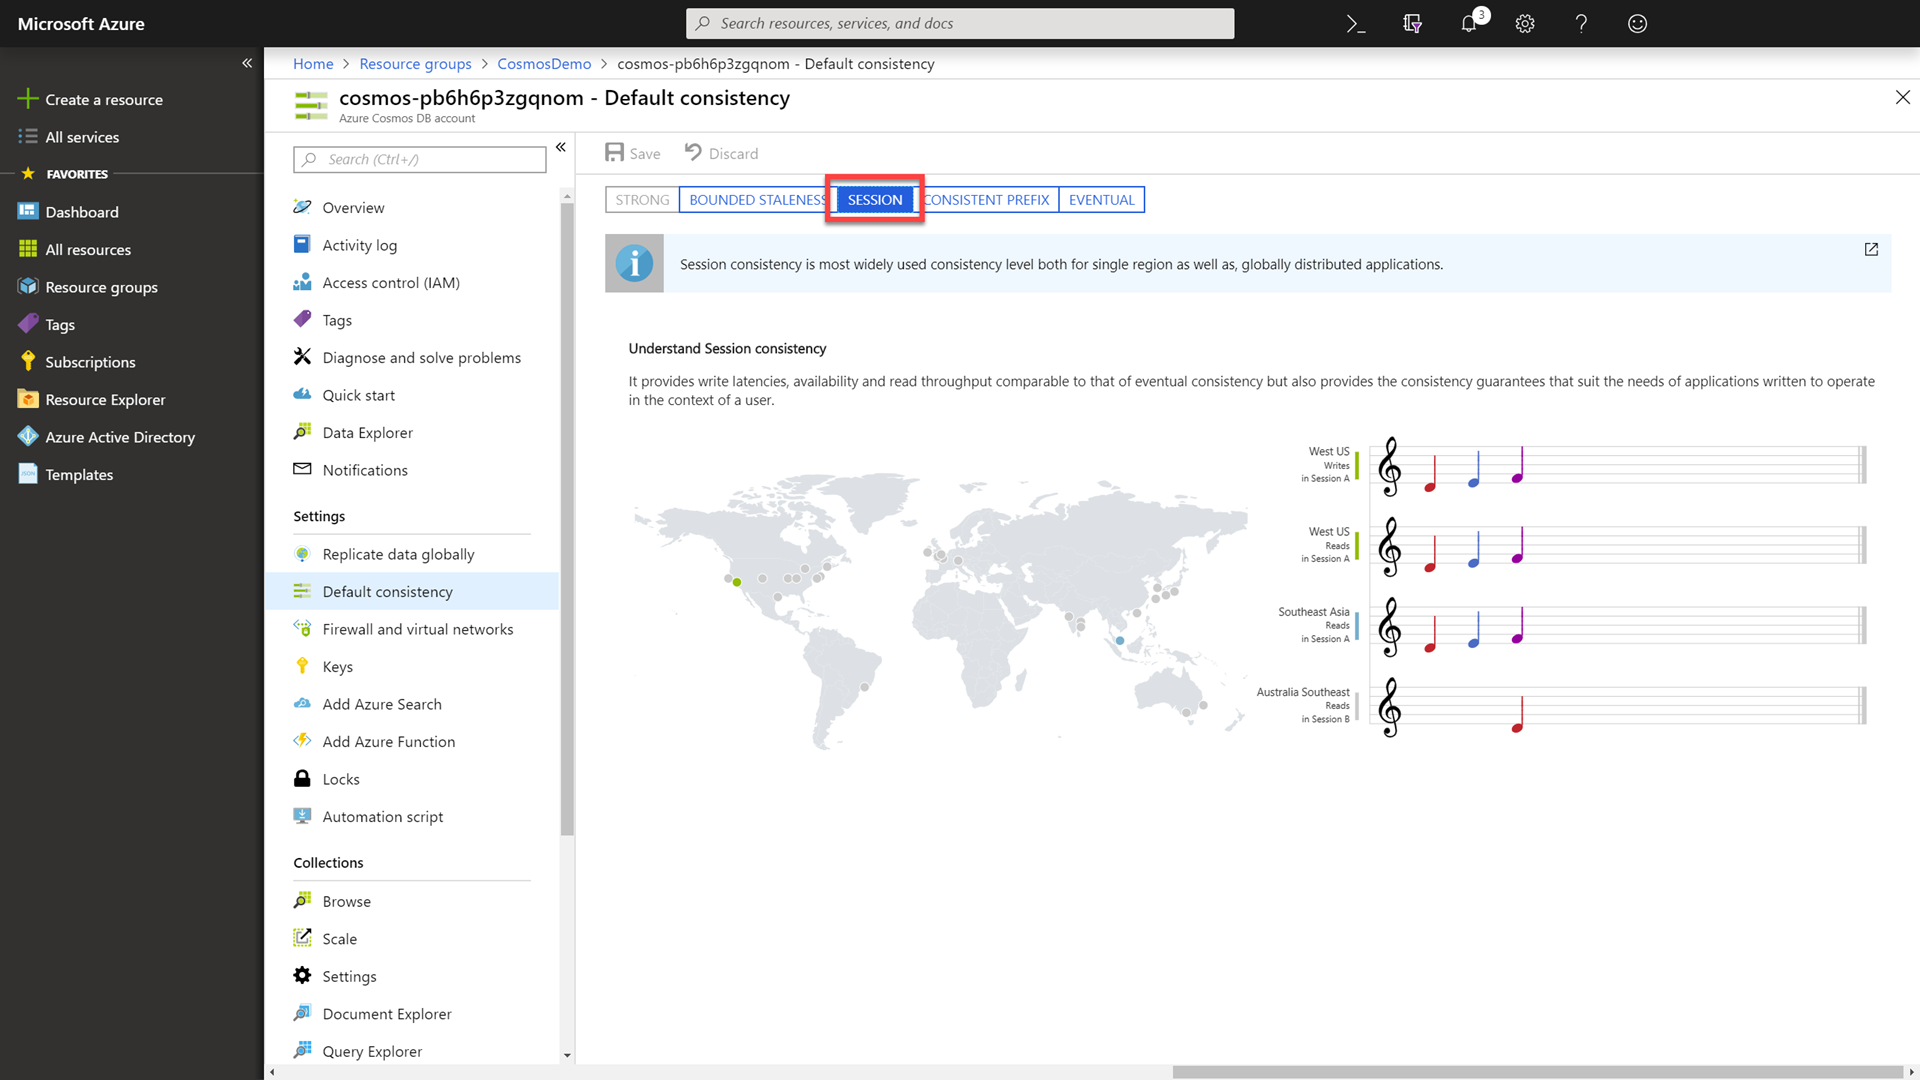 Microsoft Azure
Search resources, services, and docs
3
Create a resource
All services
FAVORITES
Dashboard
All resources
Resource groups
Tags
Subscriptions
Resource Explorer
Azure Active Directory
Templates
Home > Resource groups > CosmosDemo > cosmos-pb6h6p3zgqnom - Default consistency
cosmos-pb6h6p3zgqnom - Default consistency
Azure Cosmos DB account
Search (Ctrl+/)
Overview
Activity log
Access control (IAM)
Tags
Diagnose and solve problems
Quick start
Data Explorer
Notifications
Settings
Replicate data globally
Default consistency
Firewall and virtual networks
Keys
Add Azure Search
Add Azure Function
Locks
Automation script
Collections
Browse
Scale
Settings
Document Explorer
Query Explorer
Save Discard
STRONG BOUNDED STALENESS SESSION CONSISTENT PREFIX EVENTUAL
Session consistency is most widely used consistency level both for single region as well as, globally distributed applications.
Understand Session consistency
It provides write latencies, availability and read throughput comparable to that of eventual consistency but also provides the consistency guarantees that suit the needs of applications written to operate
in the context of a user.
West US
Writes
in Session A
West US
Reads
in Session A
Southeast Asia
Reads
in Session A
Australia Southeast
Reads
in Session B